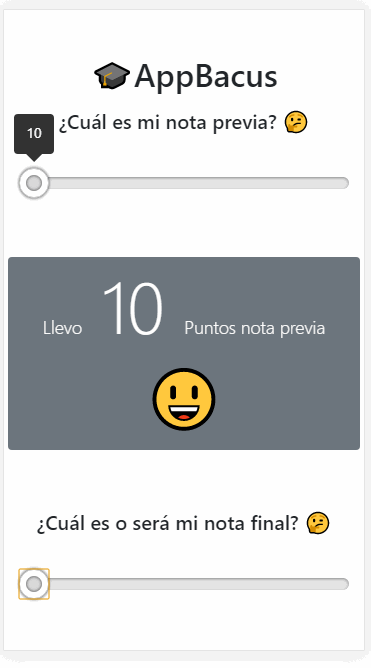 🎓AppBacus
¿Cuál es mi nota previa? 🤔
10
Llevo 10 Puntos nota previa
¿Cuál es o será mi nota final? 🤔